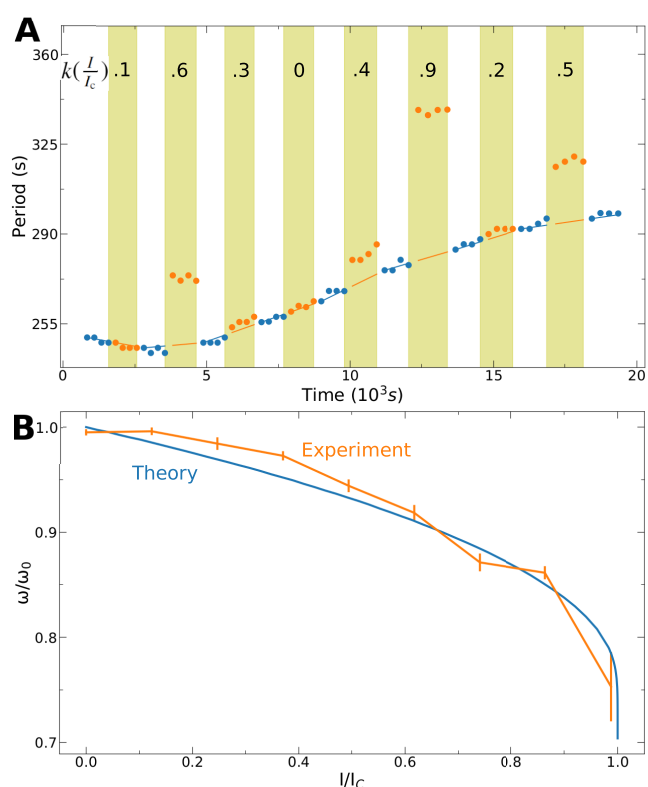 A
360
k(I/Ic) .1 .6 .3 0 .4 .9 .2 .5
325
Period (s)
290
255
0 5 10 15 20
Time (10³s)
B
1.0
Experiment
Theory
0.9
ω/ω₀
0.8
0.7
0.0 0.2 0.4 0.6 0.8 1.0
I/I_C